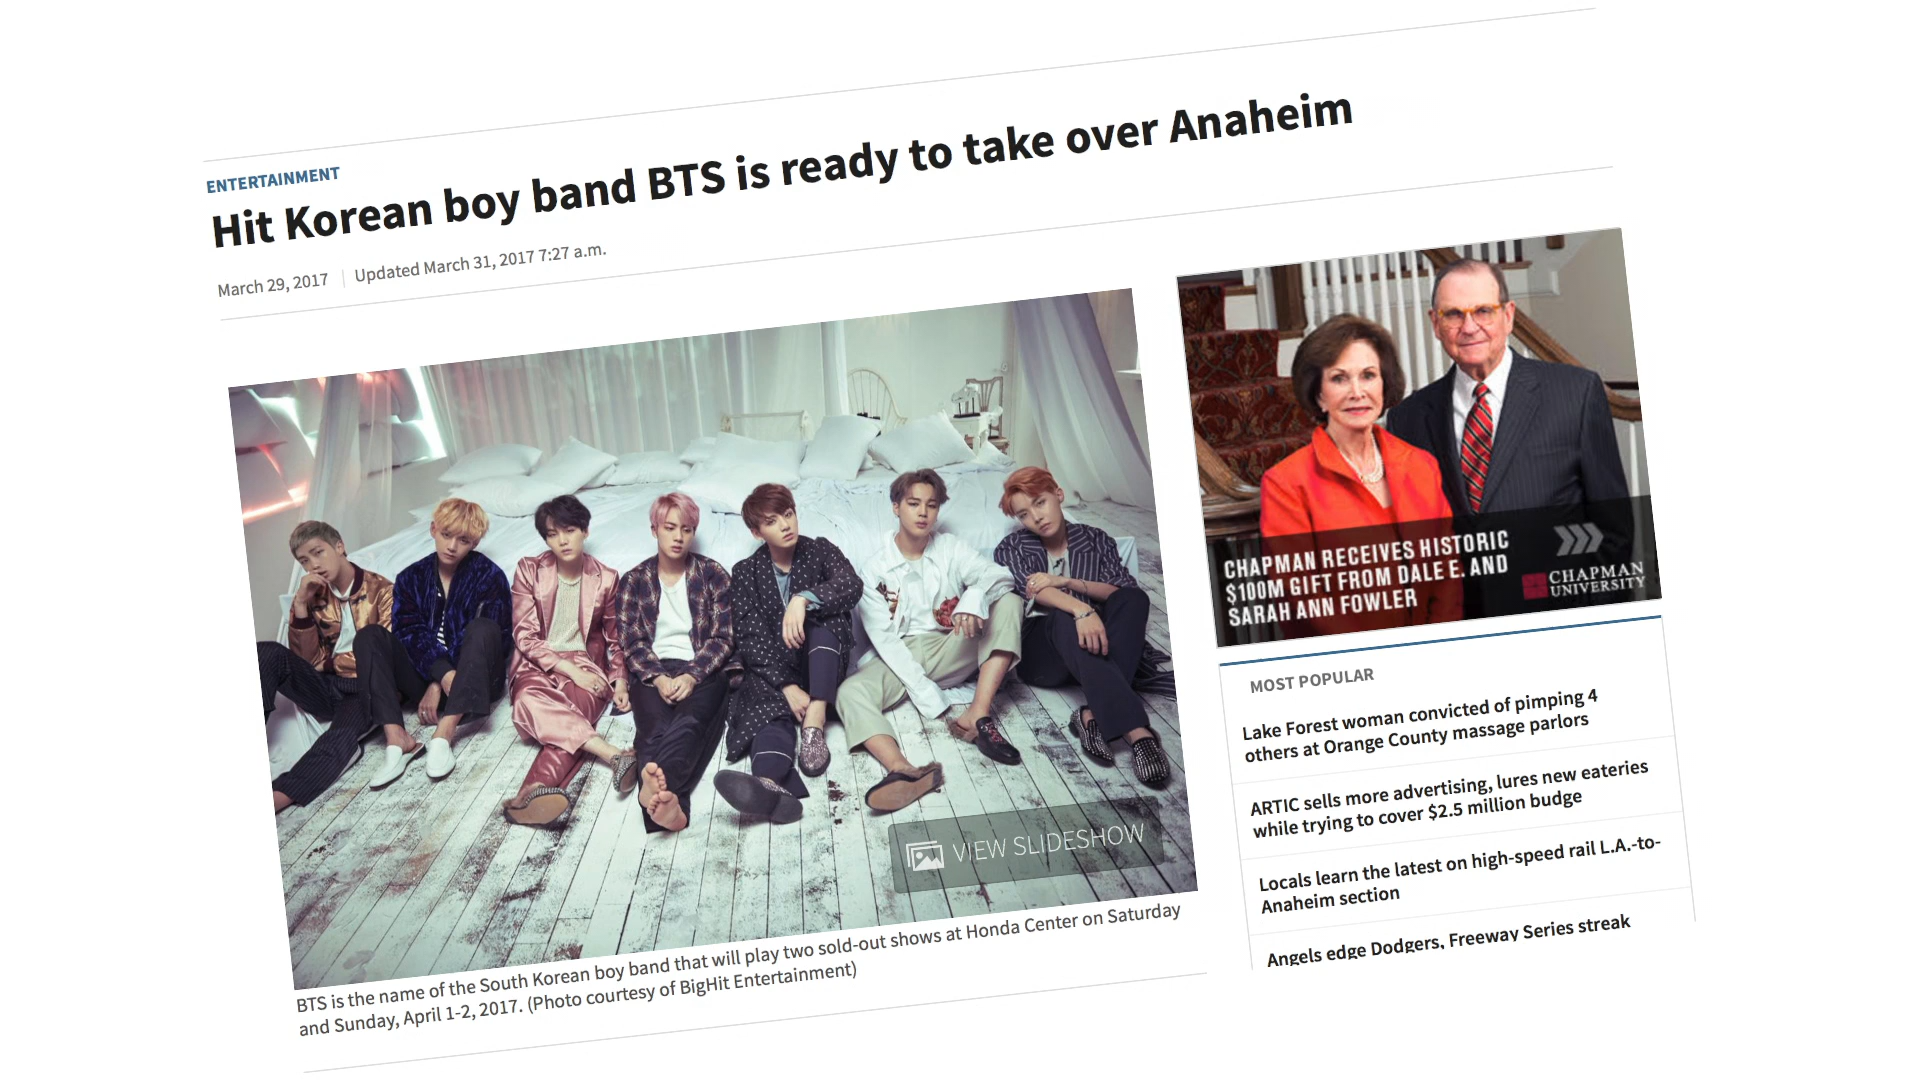 ENTERTAINMENT
Hit Korean boy band BTS is ready to take over Anaheim
March 29, 2017 | Updated March 31, 2017 7:27 a.m.
VIEW SLIDESHOW
BTS is the name of the South Korean boy band that will play two sold-out shows at Honda Center on Saturday
and Sunday, April 1-2, 2017. (Photo courtesy of BigHit Entertainment)
CHAPMAN RECEIVES HISTORIC
$100M GIFT FROM DALE E. AND
SARAH ANN FOWLER
CHAPMAN
UNIVERSITY
MOST POPULAR
Lake Forest woman convicted of pimping 4
others at Orange County massage parlors
ARTIC sells more advertising, lures new eateries
while trying to cover $2.5 million budge
Locals learn the latest on high-speed rail L.A.-to-
Anaheim section
Angels edge Dodgers, Freeway Series streak